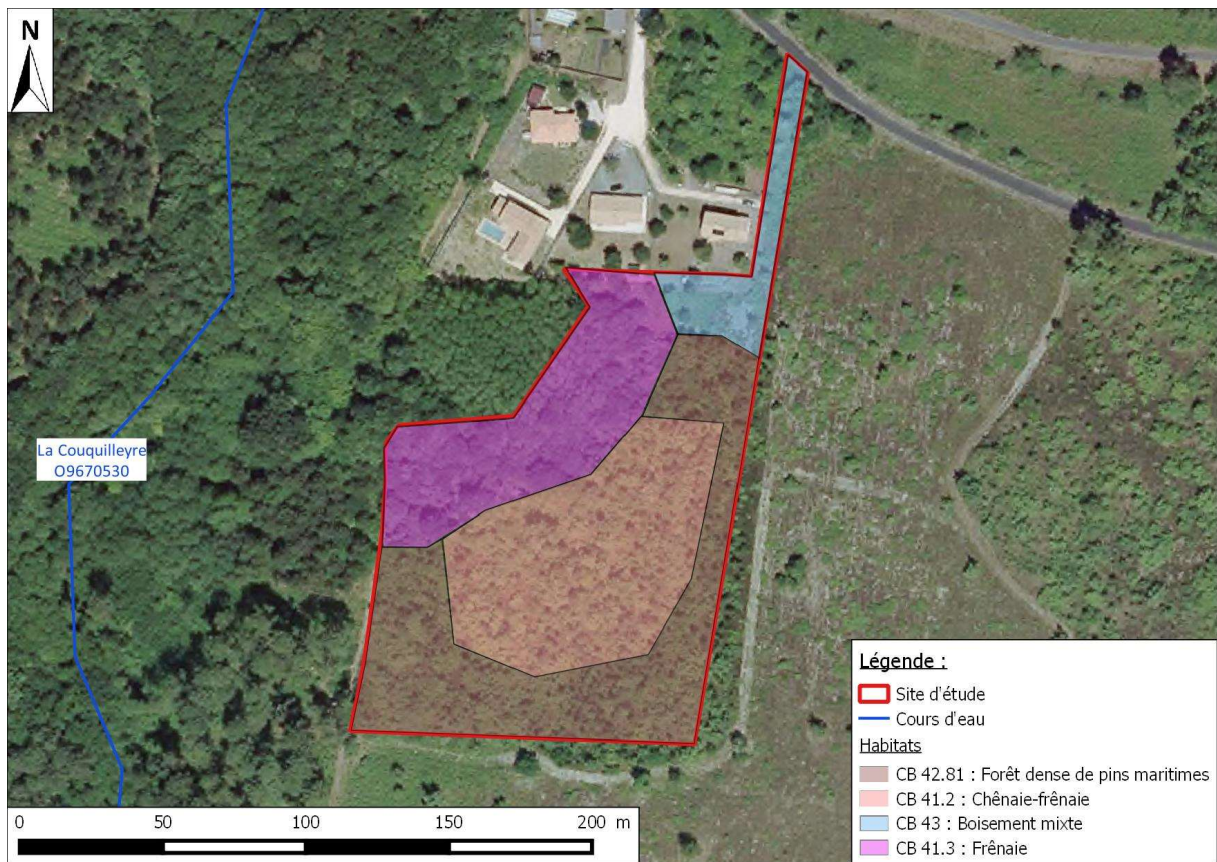 N
La Couquilleyre
O9670530
Légende :
Site d'étude
Cours d'eau
Habitats
CB 42.81 : Forêt dense de pins maritimes
CB 41.2 : Chênaie-frênaie
CB 43 : Boisement mixte
CB 41.3 : Frênaie
0 50 100 150 200 m